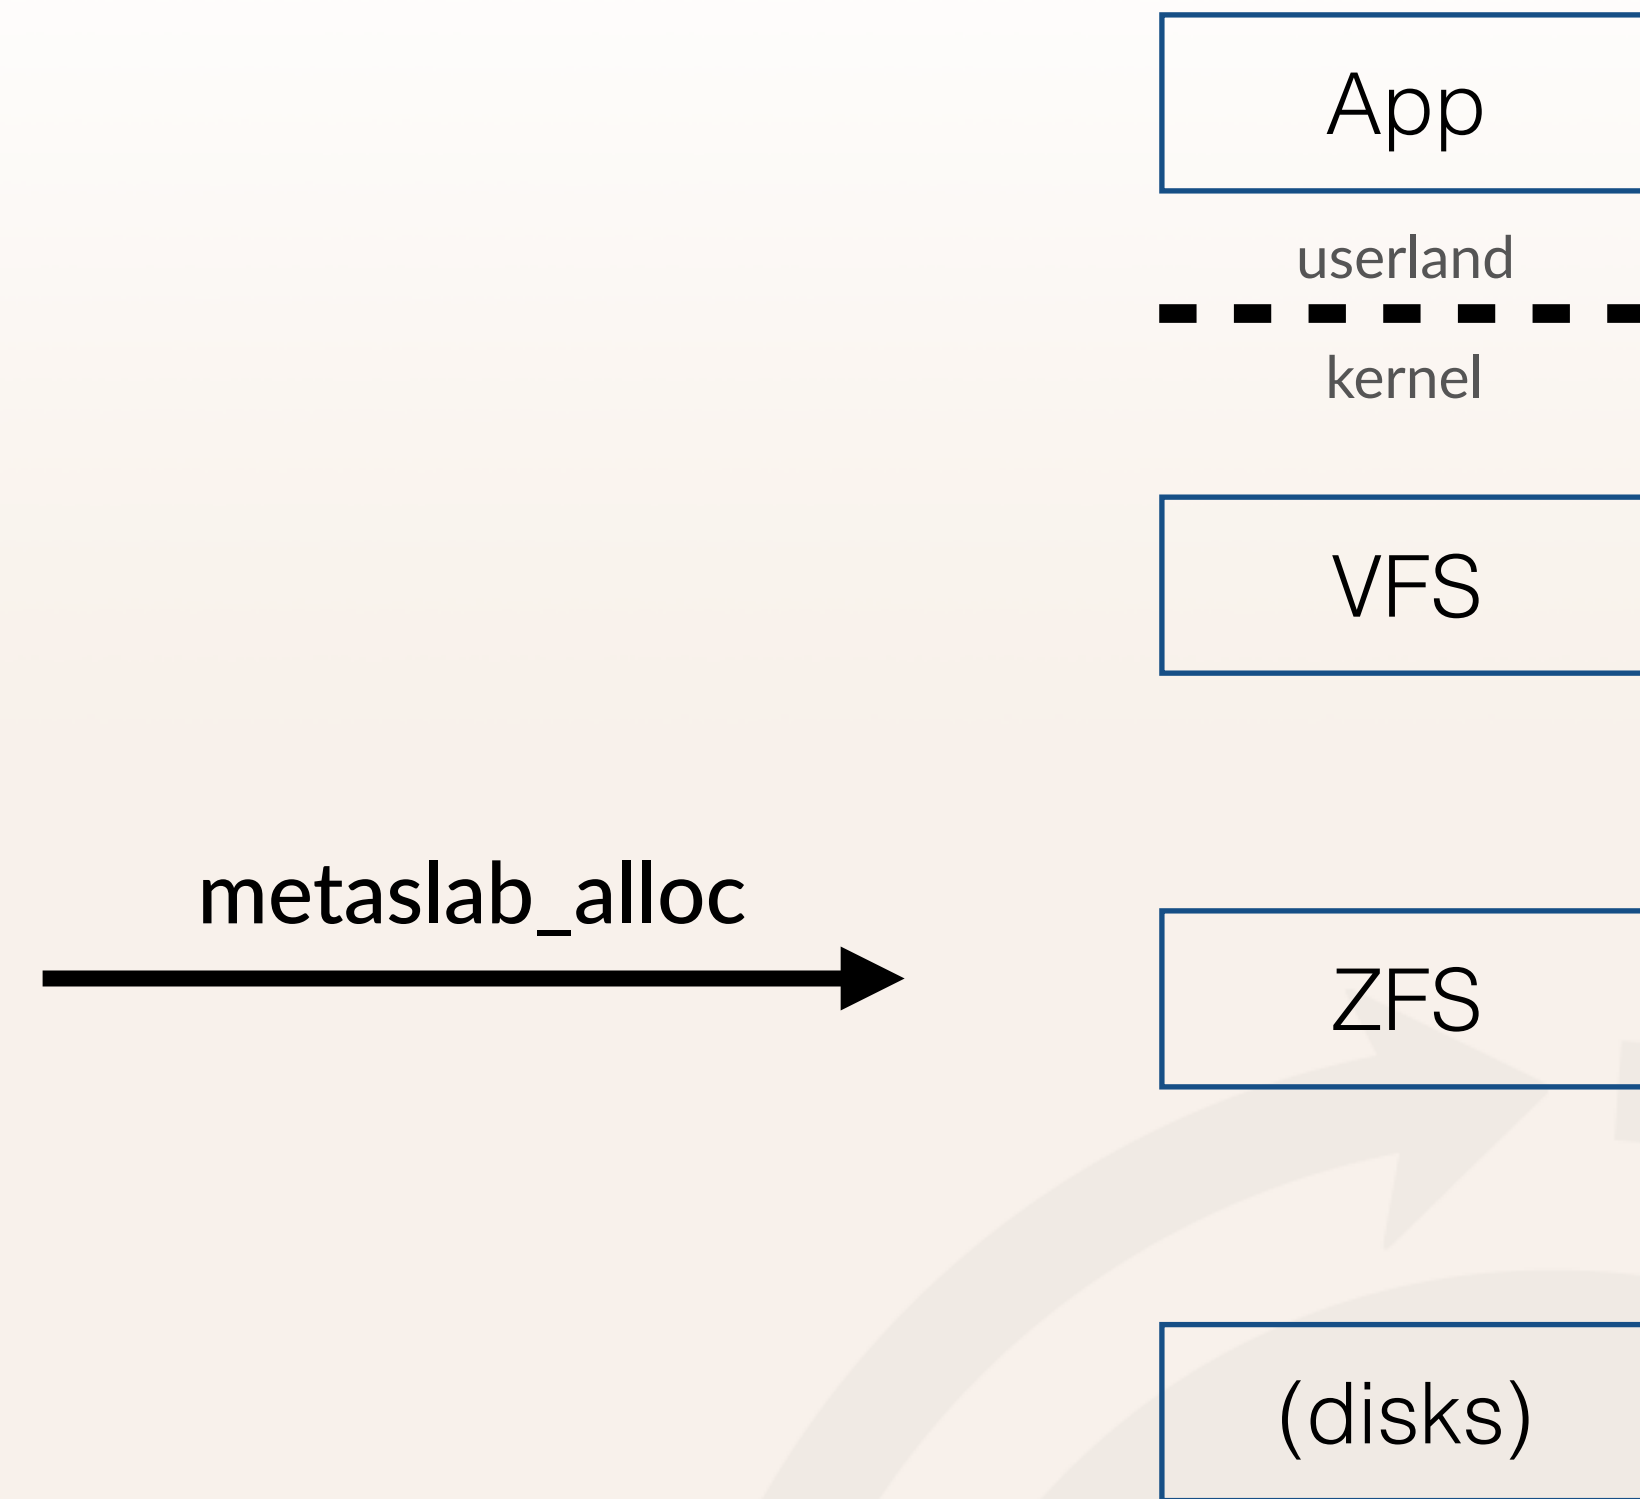 App
userland
kernel
VFS
metaslab_alloc
ZFS
(disks)